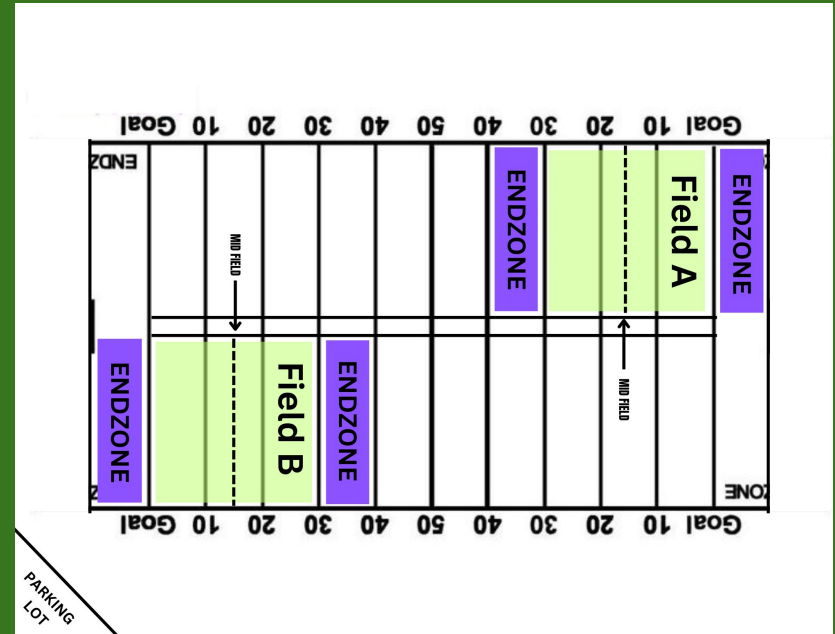 Goal 10 20 30 40 50 40 30 20 10 Goal
ENDZ
ENDZONE
Field A
ENDZONE
MID FIELD
MID FIELD
ENDZONE
Field B
ENDZONE
ZONE
Goal 10 20 30 40 50 40 30 20 10 Goal
PARKING
LOT